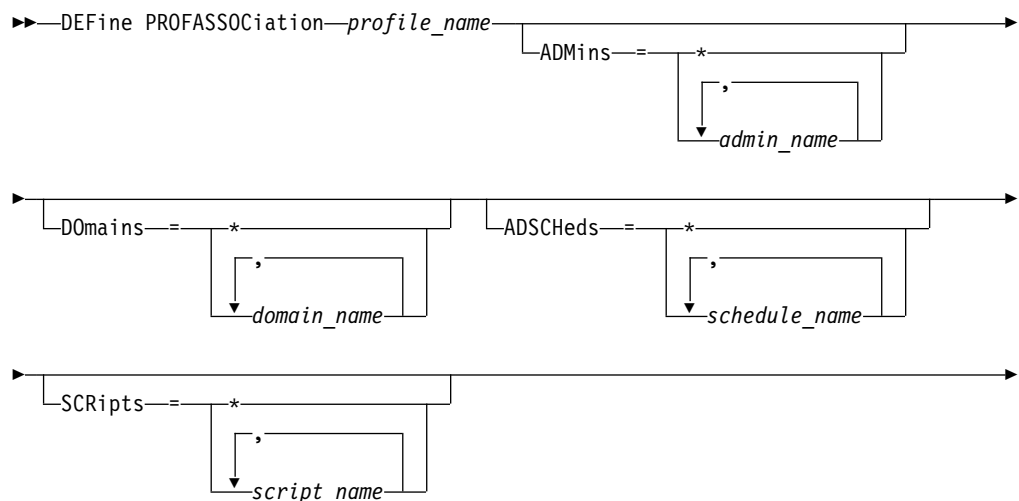 DEFine PROFASSOCiation profile_name
ADMins = *
,
admin_name
DOmains = *
,
domain_name
ADSCHeds = *
,
schedule_name
SCRipts = *
,
script_name